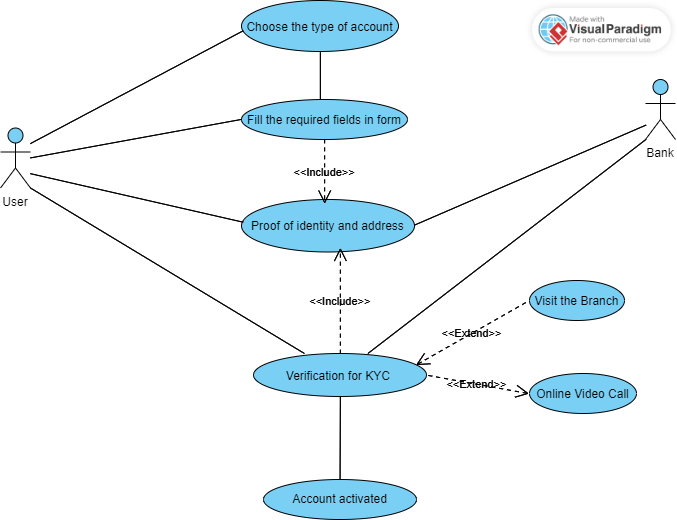 Choose the type of account
Made with
VisualParadigm
For non-commercial use
Fill the required fields in form
Bank
<<Include>>
User
Proof of identity and address
<<Include>>
Visit the Branch
<<Extend>>
Verification for KYC
<<Extend>>
Online Video Call
Account activated